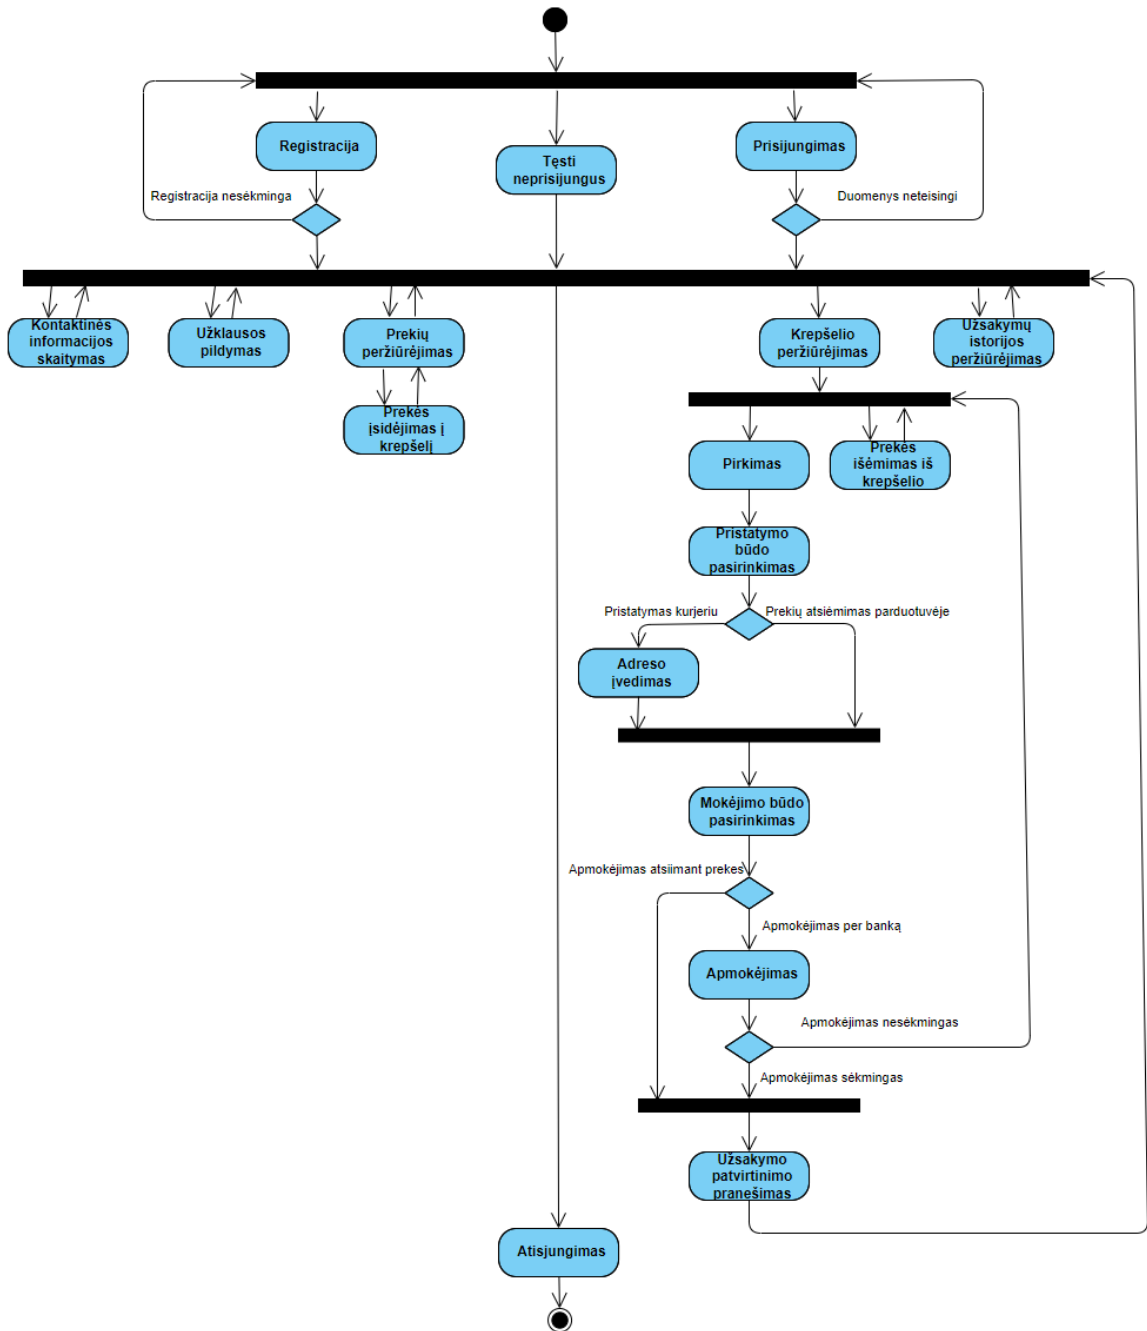 Registracija
Tęsti
neprisijungus
Prisijungimas
Registracija nesėkminga
Duomenys neteisingi
Kontaktinės
informacijos
skaitymas
Užklausos
pildymas
Prekių
peržiūrėjimas
Krepšelio
peržiūrėjimas
Užsakymų
istorijos
peržiūrėjimas
Prekės
įsidėjimas į
krepšelį
Pirkimas
Prekės
išėmimas iš
krepšelio
Pristatymo
būdo
pasirinkimas
Pristatymas kurjeriu
Prekių atsiėmimas parduotuvėje
Adreso
įvedimas
Mokėjimo būdo
pasirinkimas
Apmokėjimas atsiimant prekes
Apmokėjimas per banką
Apmokėjimas
Apmokėjimas nesėkmingas
Apmokėjimas sėkmingas
Užsakymo
patvirtinimo
pranešimas
Atisjungimas